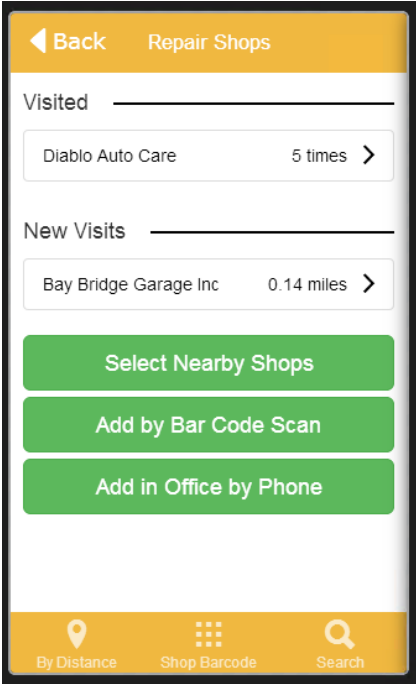 Back Repair Shops
Visited
Diablo Auto Care 5 times
New Visits
Bay Bridge Garage Inc 0.14 miles
Select Nearby Shops
Add by Bar Code Scan
Add in Office by Phone
By Distance Shop Barcode Search